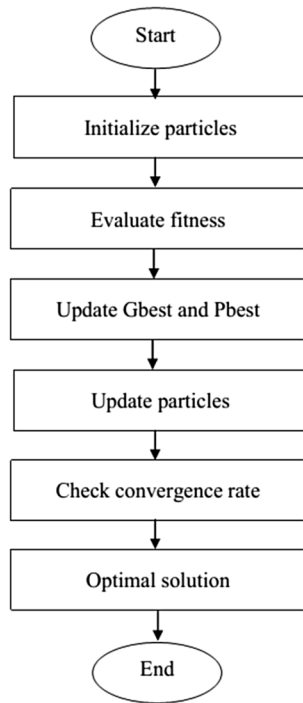 Start
Initialize particles
Evaluate fitness
Update Gbest and Pbest
Update particles
Check convergence rate
Optimal solution
End